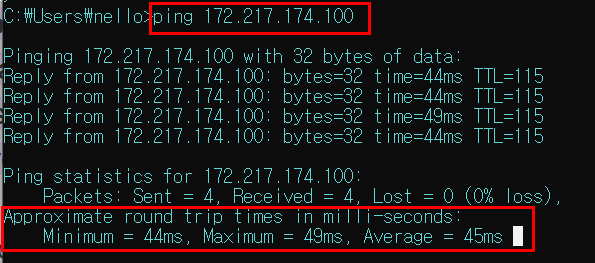 C:₩Users₩nello>ping 172.217.174.100
Pinging 172.217.174.100 with 32 bytes of data:
Reply from 172.217.174.100: bytes=32 time=44ms TTL=115
Reply from 172.217.174.100: bytes=32 time=44ms TTL=115
Reply from 172.217.174.100: bytes=32 time=49ms TTL=115
Reply from 172.217.174.100: bytes=32 time=44ms TTL=115
Ping statistics for 172.217.174.100:
Packets: Sent = 4, Received = 4, Lost = 0 (0% loss),
Approximate round trip times in milli-seconds:
Minimum = 44ms, Maximum = 49ms, Average = 45ms